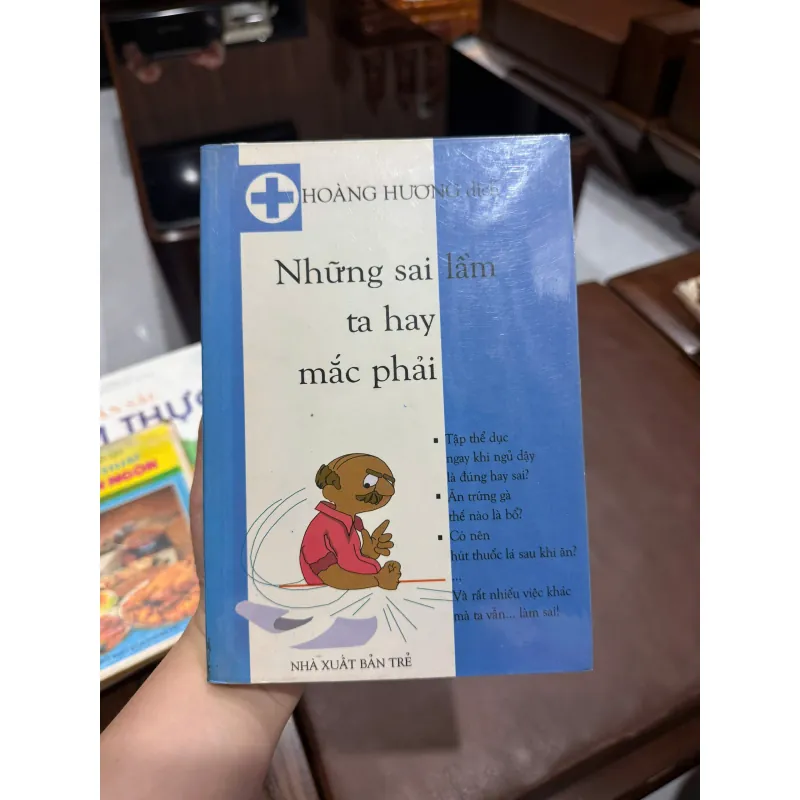 HOÀNG HƯƠNG dịch
Những sai lầm
ta hay
mắc phải
▪ Tập thể dục
ngay khi ngủ dậy
là đúng hay sai?
▪ Ăn trứng gà
thế nào là bổ?
▪ Có nên
hút thuốc lá sau khi ăn?
...
Và rất nhiều việc khác
mà ta vẫn... làm sai!
NHÀ XUẤT BẢN TRẺ
THỰC
NGON